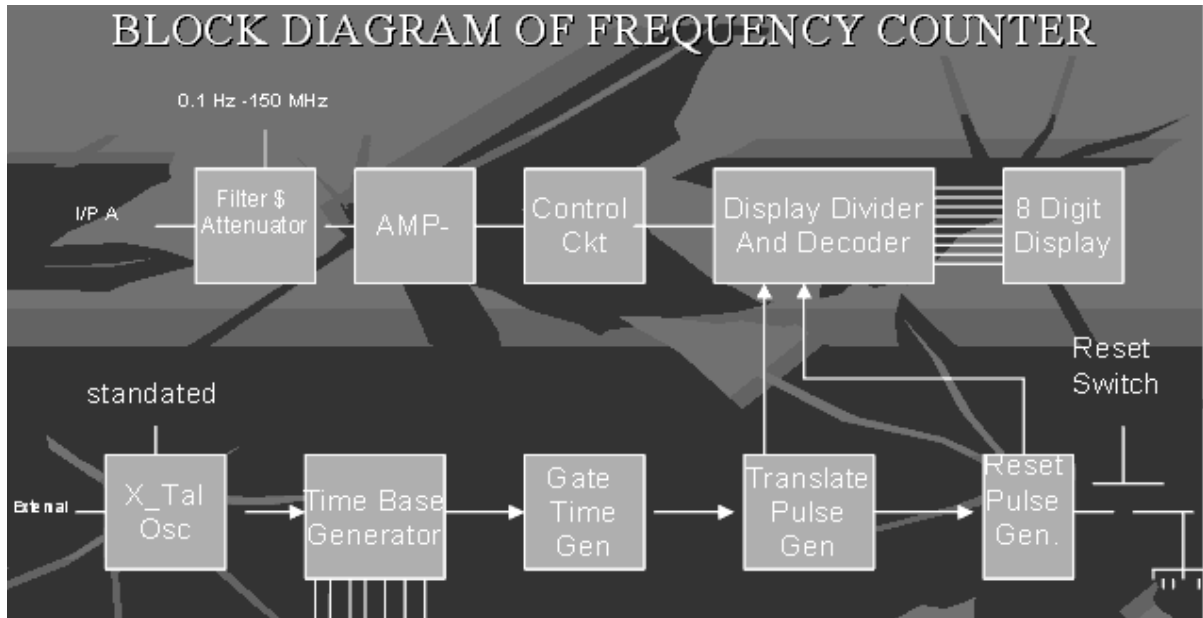 BLOCK DIAGRAM OF FREQUENCY COUNTER
0.1 Hz -150 MHz
I/P A
Filter $
Attenuator
AMP-
Control
Ckt
Display Divider
And Decoder
8 Digit
Display
Reset
Switch
standated
External
X_Tal
Osc
Time Base
Generator
Gate
Time
Gen
Translate
Pulse
Gen
Reset
Pulse
Gen.